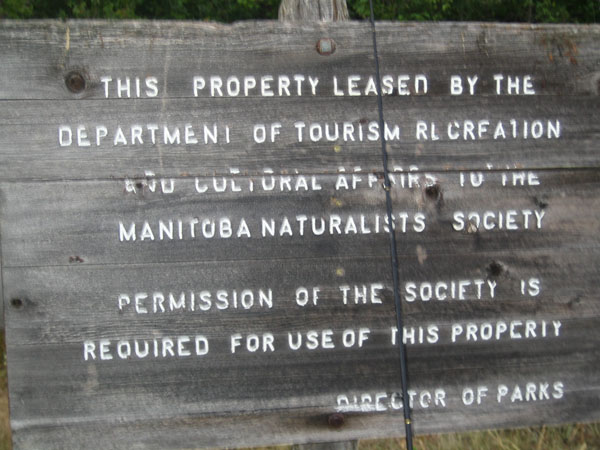 THIS PROPERTY LEASED BY THE
DEPARTMENT OF TOURISM RECREATION
AND CULTURAL AFFAIRS TO THE
MANITOBA NATURALISTS SOCIETY
PERMISSION OF THE SOCIETY IS
REQUIRED FOR USE OF THIS PROPERTY
DIRECTOR OF PARKS